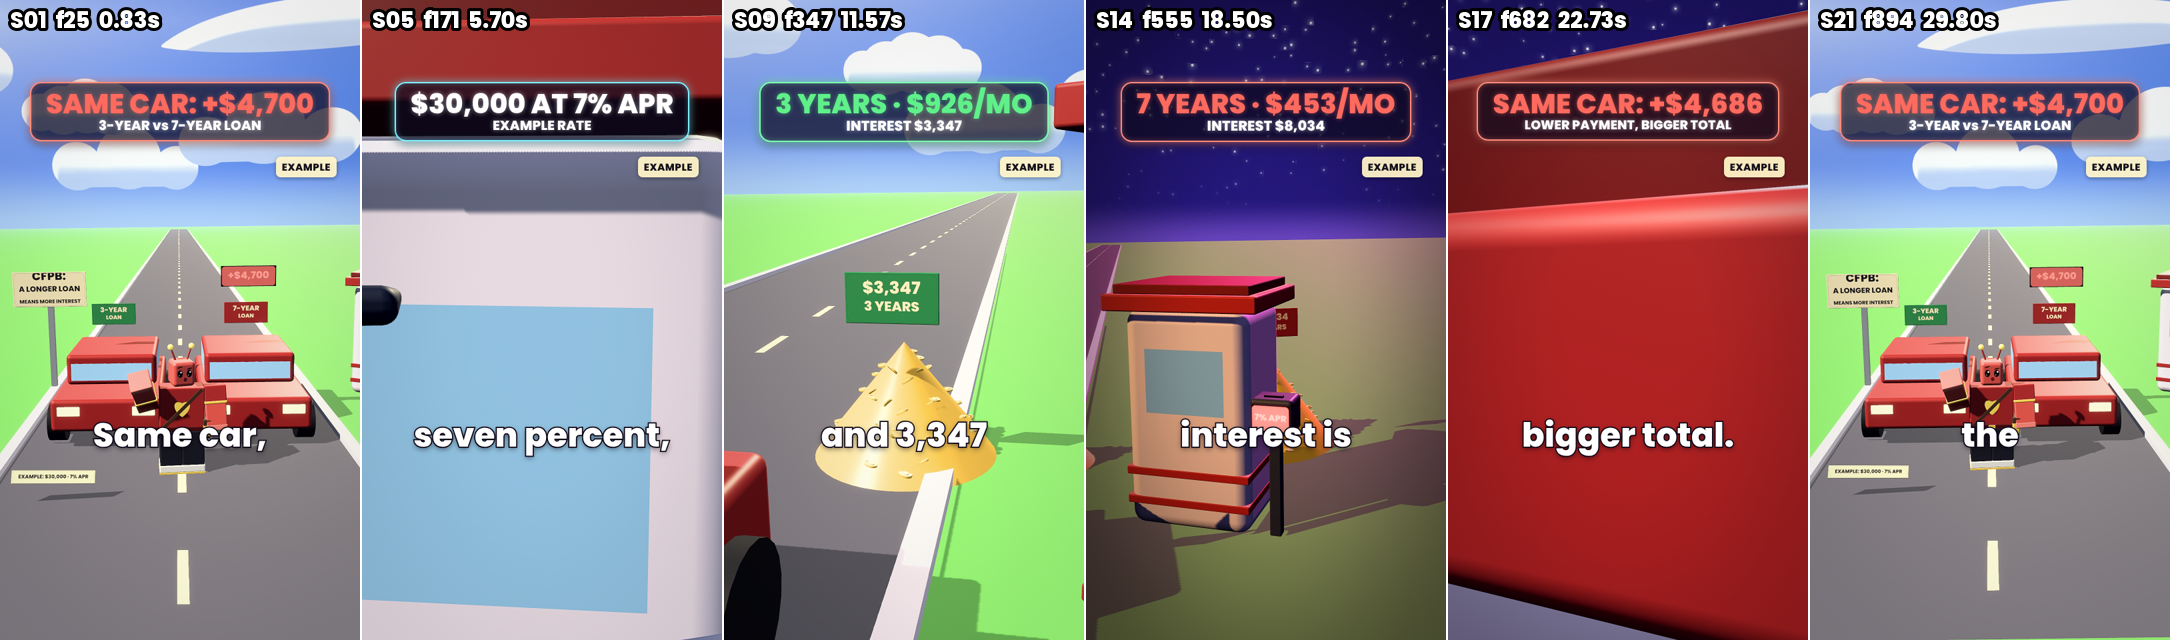 S01 f25 0.83s
SAME CAR: +$4,700
3-YEAR vs 7-YEAR LOAN
EXAMPLE
CFPB:
A LONGER LOAN
MEANS MORE INTEREST
3-YEAR
LOAN
+$4,700
7-YEAR
LOAN
Same car,
EXAMPLE: $30,000 · 7% APR
S05 f171 5.70s
$30,000 AT 7% APR
EXAMPLE RATE
EXAMPLE
seven percent,
S09 f347 11.57s
3 YEARS · $926/MO
INTEREST $3,347
EXAMPLE
$3,347
3 YEARS
and 3,347
S14 f555 18.50s
7 YEARS · $453/MO
INTEREST $8,034
EXAMPLE
34
RS
7% APR
interest is
S17 f682 22.73s
SAME CAR: +$4,686
LOWER PAYMENT, BIGGER TOTAL
EXAMPLE
bigger total.
S21 f894 29.80s
SAME CAR: +$4,700
3-YEAR vs 7-YEAR LOAN
EXAMPLE
CFPB:
A LONGER LOAN
MEANS MORE INTEREST
3-YEAR
LOAN
+$4,700
7-YEAR
LOAN
the
EXAMPLE: $30,000 · 7% APR